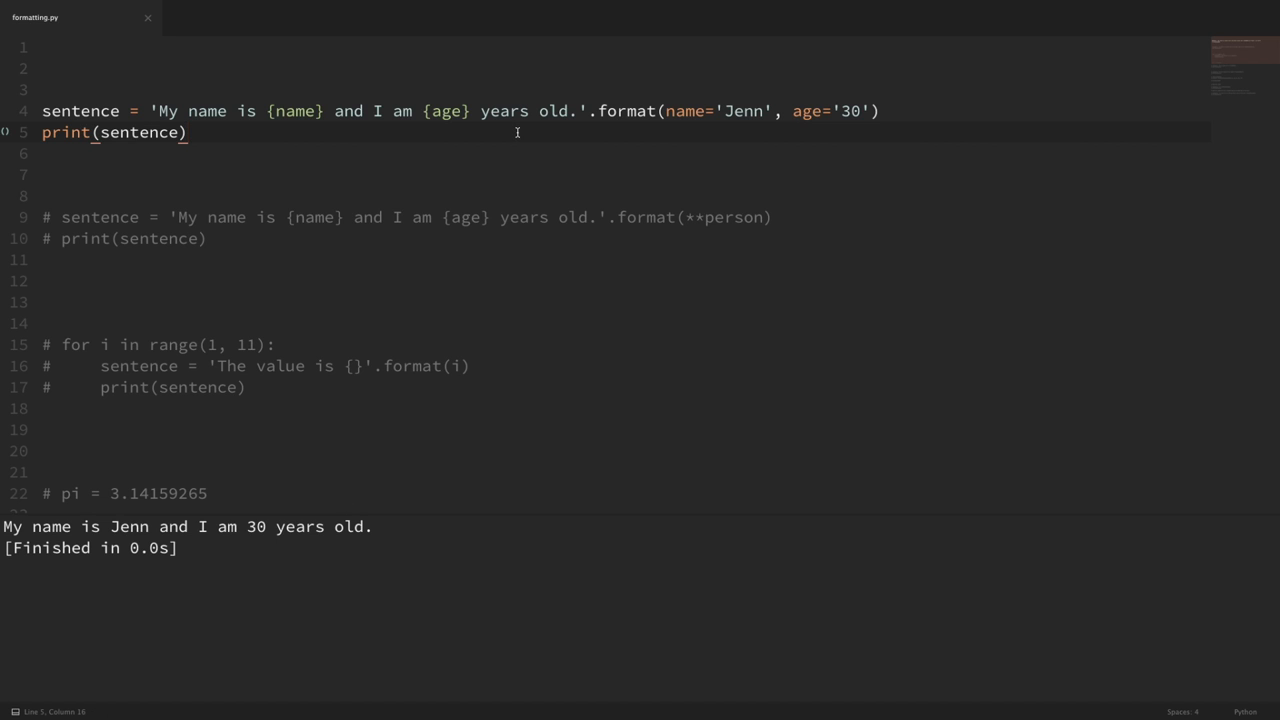 formatting.py
1
2
3
4 sentence = 'My name is {name} and I am {age} years old.'.format(name='Jenn', age='30')
() 5 print(sentence)
6
7
8
9 # sentence = 'My name is {name} and I am {age} years old.'.format(**person)
10 # print(sentence)
11
12
13
14
15 # for i in range(1, 11):
16 #     sentence = 'The value is {}'.format(i)
17 #     print(sentence)
18
19
20
21
22 # pi = 3.14159265
My name is Jenn and I am 30 years old.
[Finished in 0.0s]
Line 5, Column 16
Spaces: 4
Python